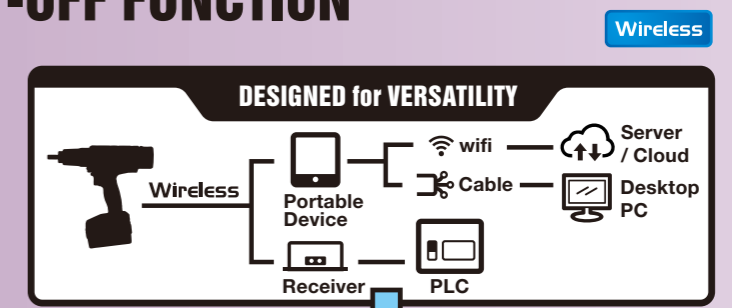 -OFF FUNCTION
Wireless
DESIGNED for VERSATILITY
Wireless
Portable
Device
wifi
Server
/ Cloud
Cable
Desktop
PC
Receiver
PLC